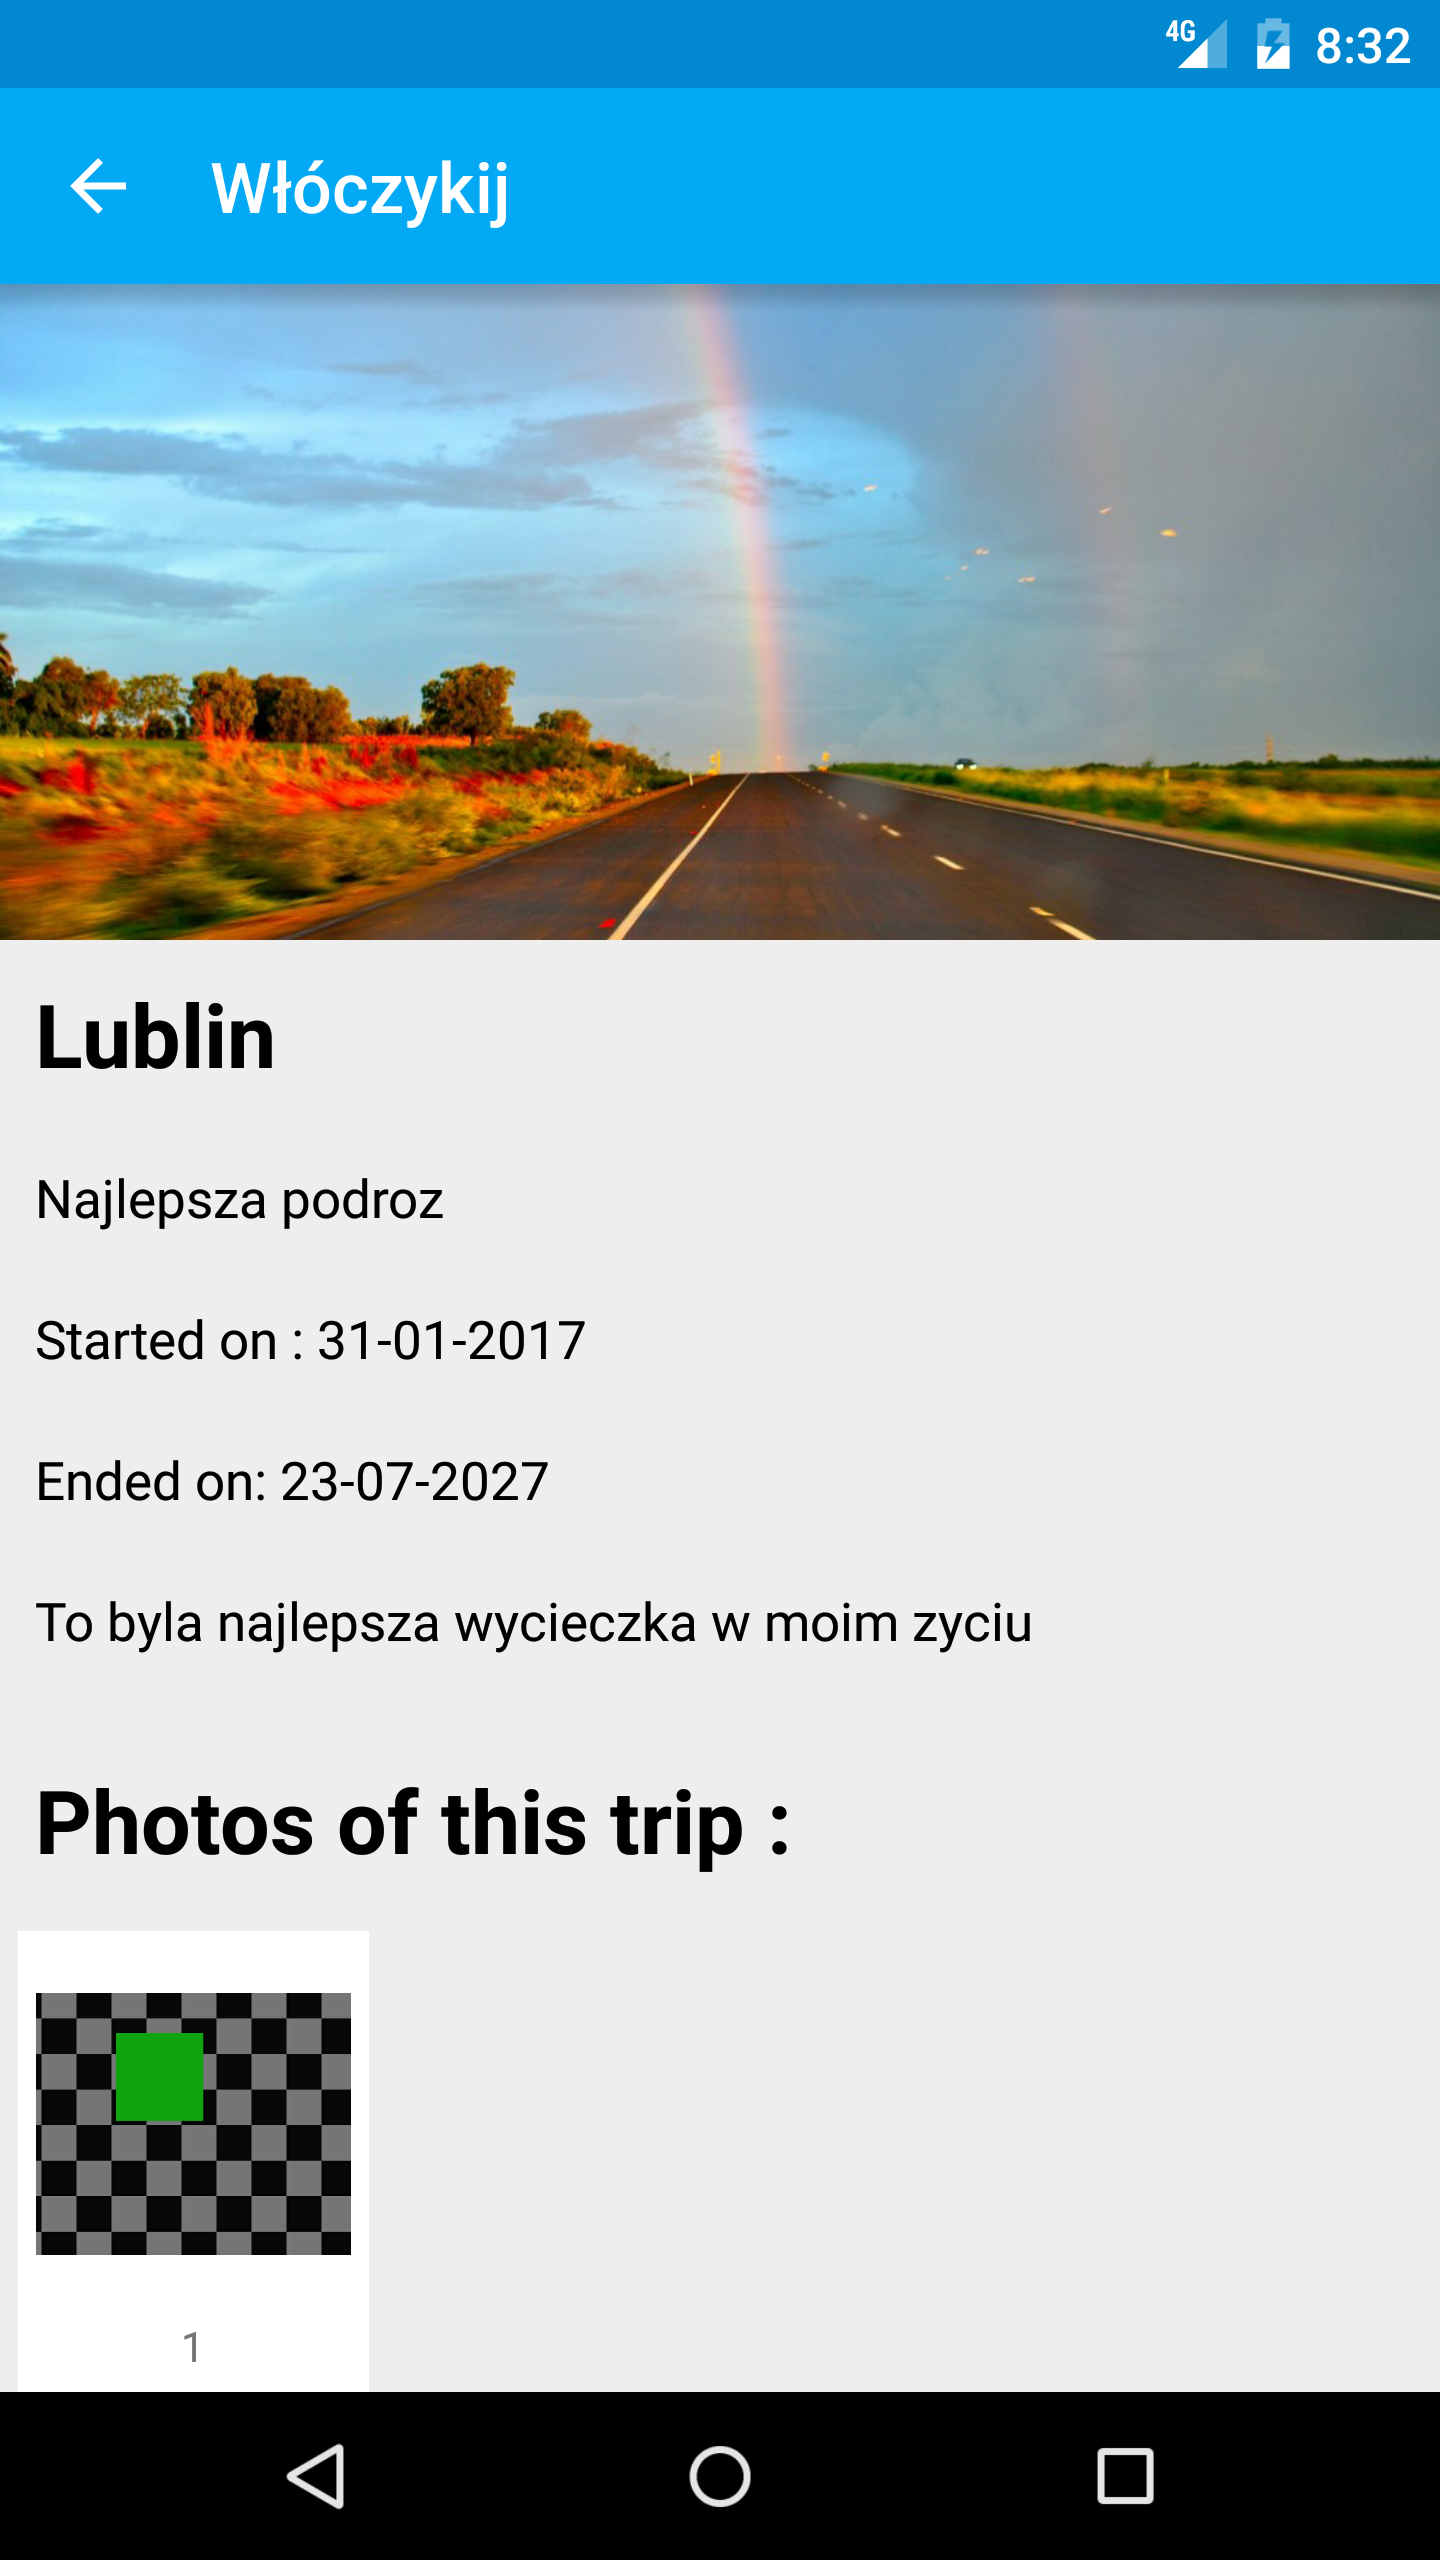 4G 8:32
Włóczykij
Lublin
Najlepsza podroz
Started on : 31-01-2017
Ended on: 23-07-2027
To byla najlepsza wycieczka w moim zyciu
Photos of this trip :
1